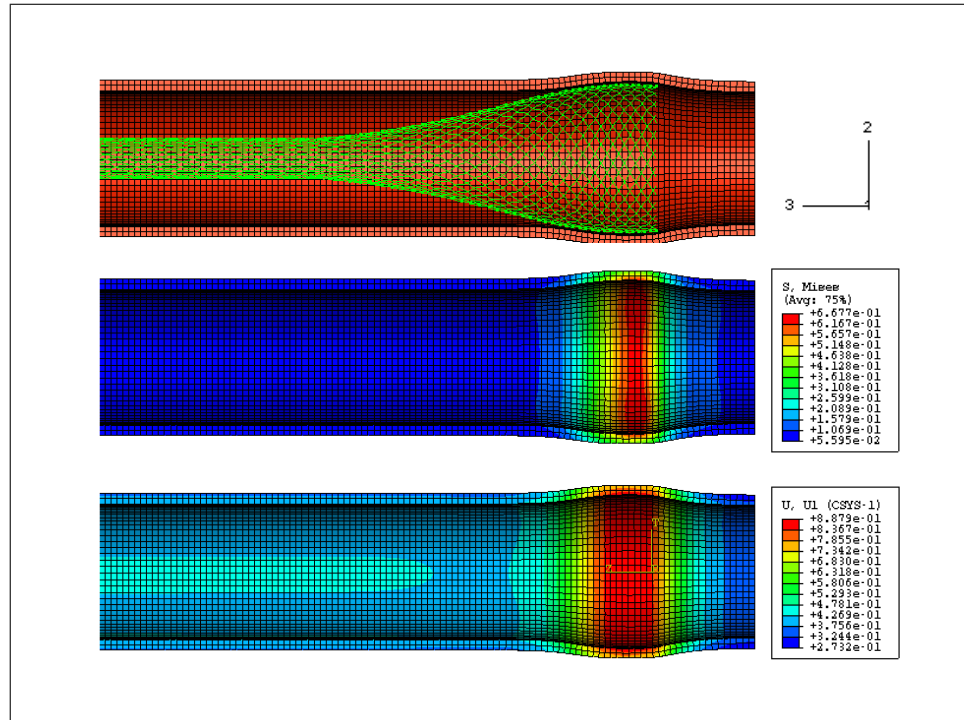 2
3
S, Mises
(Avg: 75%)
+6.677e-01
+6.167e-01
+5.657e-01
+5.148e-01
+4.638e-01
+4.128e-01
+3.618e-01
+3.108e-01
+2.599e-01
+2.089e-01
+1.579e-01
+1.069e-01
+5.595e-02
U, U1 (CSYS-1)
+8.879e-01
+8.367e-01
+7.855e-01
+7.342e-01
+6.830e-01
+6.318e-01
+5.806e-01
+5.293e-01
+4.781e-01
+4.269e-01
+3.756e-01
+3.244e-01
+2.732e-01